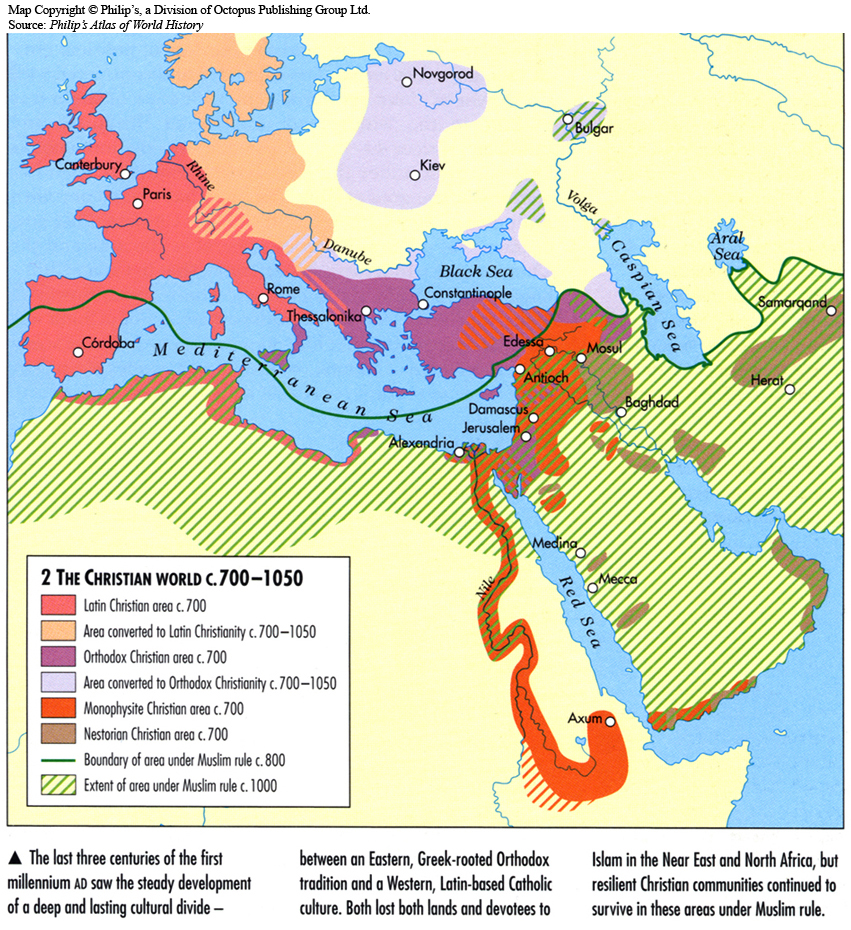 Map Copyright © Philip's, a Division of Octopus Publishing Group Ltd.
Source: Philip's Atlas of World History
Novgorod
Bulgar
Canterbury
Kiev
Rhine
Paris
Volga
Danube
Aral
Sea
Black Sea
Caspian Sea
Rome
Constantinople
Samarqand
Thessalonika
Córdoba
Edessa
Mosul
Mediterranean Sea
Antioch
Herat
Baghdad
Damascus
Jerusalem
Alexandria
Medina
Mecca
Nile
Red Sea
Axum
2 THE CHRISTIAN WORLD c.700–1050
Latin Christian area c.700
Area converted to Latin Christianity c.700–1050
Orthodox Christian area c.700
Area converted to Orthodox Christianity c.700–1050
Monophysite Christian area c.700
Nestorian Christian area c.700
Boundary of area under Muslim rule c.800
Extent of area under Muslim rule c. 1000
▲ The last three centuries of the first
millennium AD saw the steady development
of a deep and lasting cultural divide –
between an Eastern, Greek-rooted Orthodox
tradition and a Western, Latin-based Catholic
culture. Both lost both lands and devotees to
Islam in the Near East and North Africa, but
resilient Christian communities continued to
survive in these areas under Muslim rule.